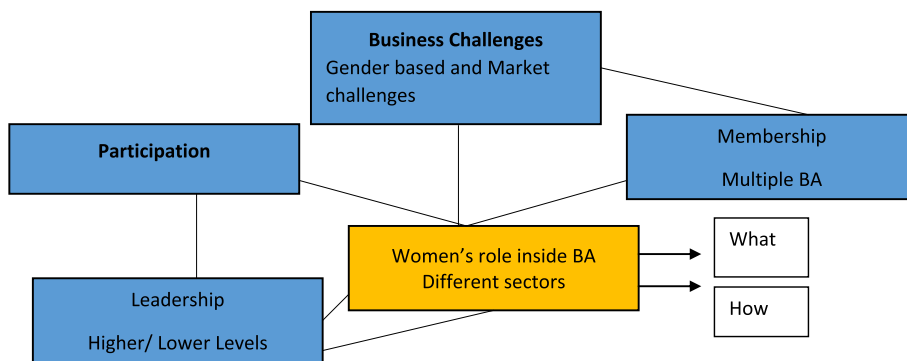 Business Challenges
Gender based and Market
challenges
Participation
Membership
Multiple BA
Women’s role inside BA
Different sectors
What
How
Leadership
Higher/ Lower Levels